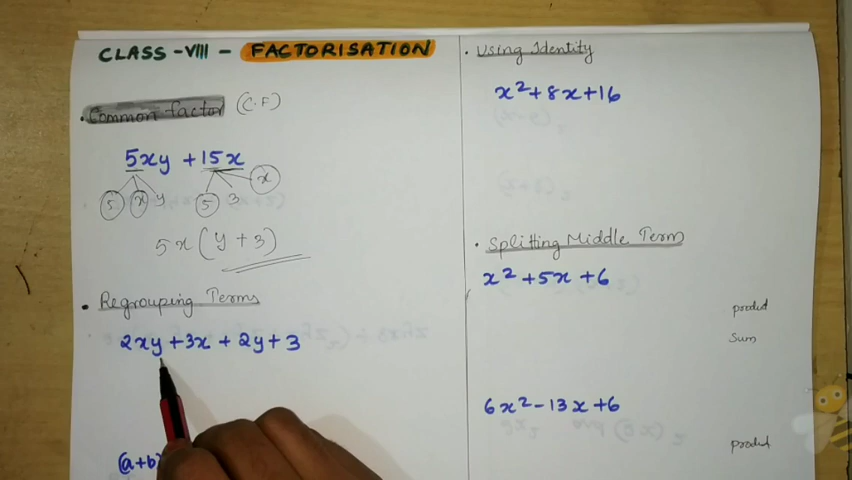 CLASS -VIII - FACTORISATION
• Common factor (C.F)
5xy + 15x
5 x y 5 3 x
5x (y + 3)
• Regrouping Terms
2xy + 3x + 2y + 3
(a+b)
• Using Identity
x² + 8x + 16
• Splitting Middle Term
x² + 5x + 6
product
Sum
6x² - 13x + 6
product